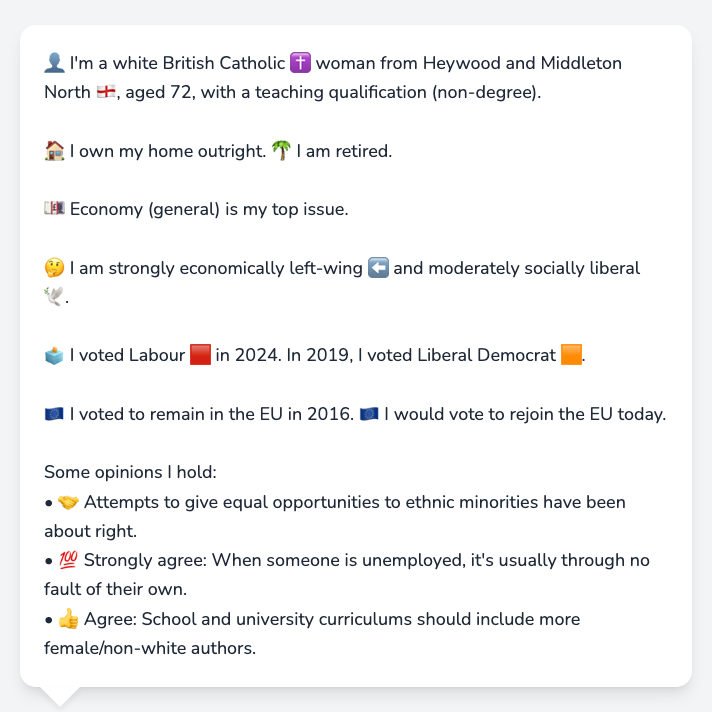 👤 I'm a white British Catholic ✝️ woman from Heywood and Middleton
North 🏴󠁧󠁢󠁥󠁮󠁧󠁿, aged 72, with a teaching qualification (non-degree).
🏠 I own my home outright. 🌴 I am retired.
💷 Economy (general) is my top issue.
🤔 I am strongly economically left-wing ⬅️ and moderately socially liberal
🕊️.
🗳️ I voted Labour 🟥 in 2024. In 2019, I voted Liberal Democrat 🟧.
🇪🇺 I voted to remain in the EU in 2016. 🇪🇺 I would vote to rejoin the EU today.
Some opinions I hold:
• 🤝 Attempts to give equal opportunities to ethnic minorities have been
about right.
• 💯 Strongly agree: When someone is unemployed, it's usually through no
fault of their own.
• 👍 Agree: School and university curriculums should include more
female/non-white authors.